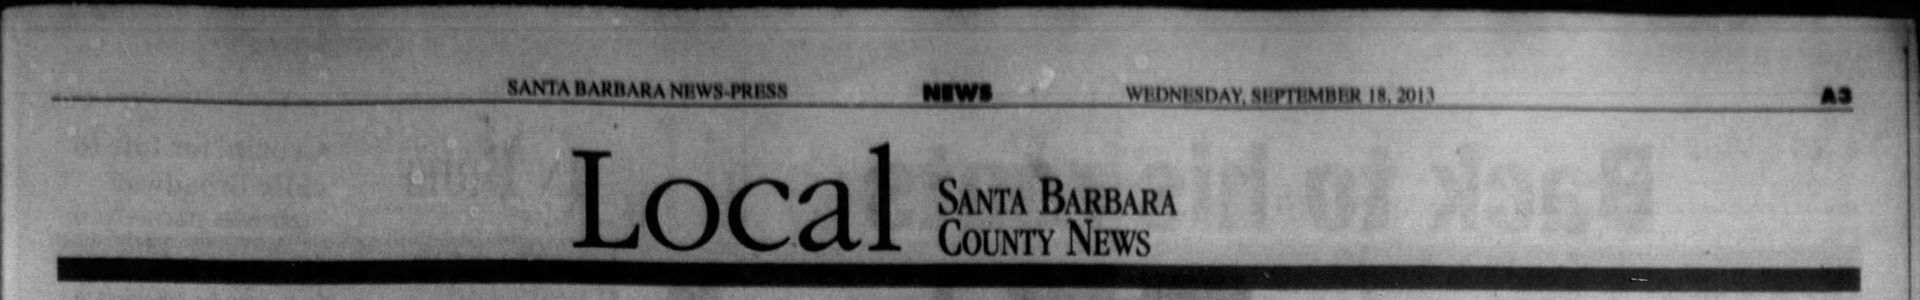 SANTA BARBARA NEWS-PRESS NEWS WEDNESDAY, SEPTEMBER 18, 2013 A3
Local
SANTA BARBARA
COUNTY NEWS